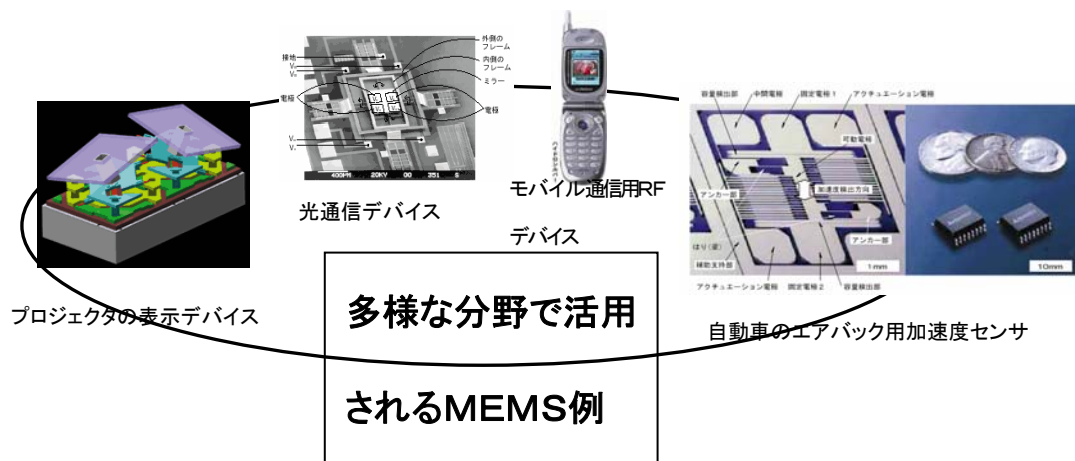 外側の
フレーム
接地
内側の
フレーム
ミラー
電極
電極
400µm 20KV 00 351 S
光通信デバイス
モバイル通信用RF
デバイス
プロジェクタの表示デバイス
容量検出部 中間電極 固定電極1 アクチュエーション電極
可動電極
アンカー部
加速度検出方向
はり(梁)
アンカー部
補助支持部
1mm
10mm
アクチュエーション電極 固定電極2 容量検出部
自動車のエアバック用加速度センサ
多様な分野で活用
されるMEMS例